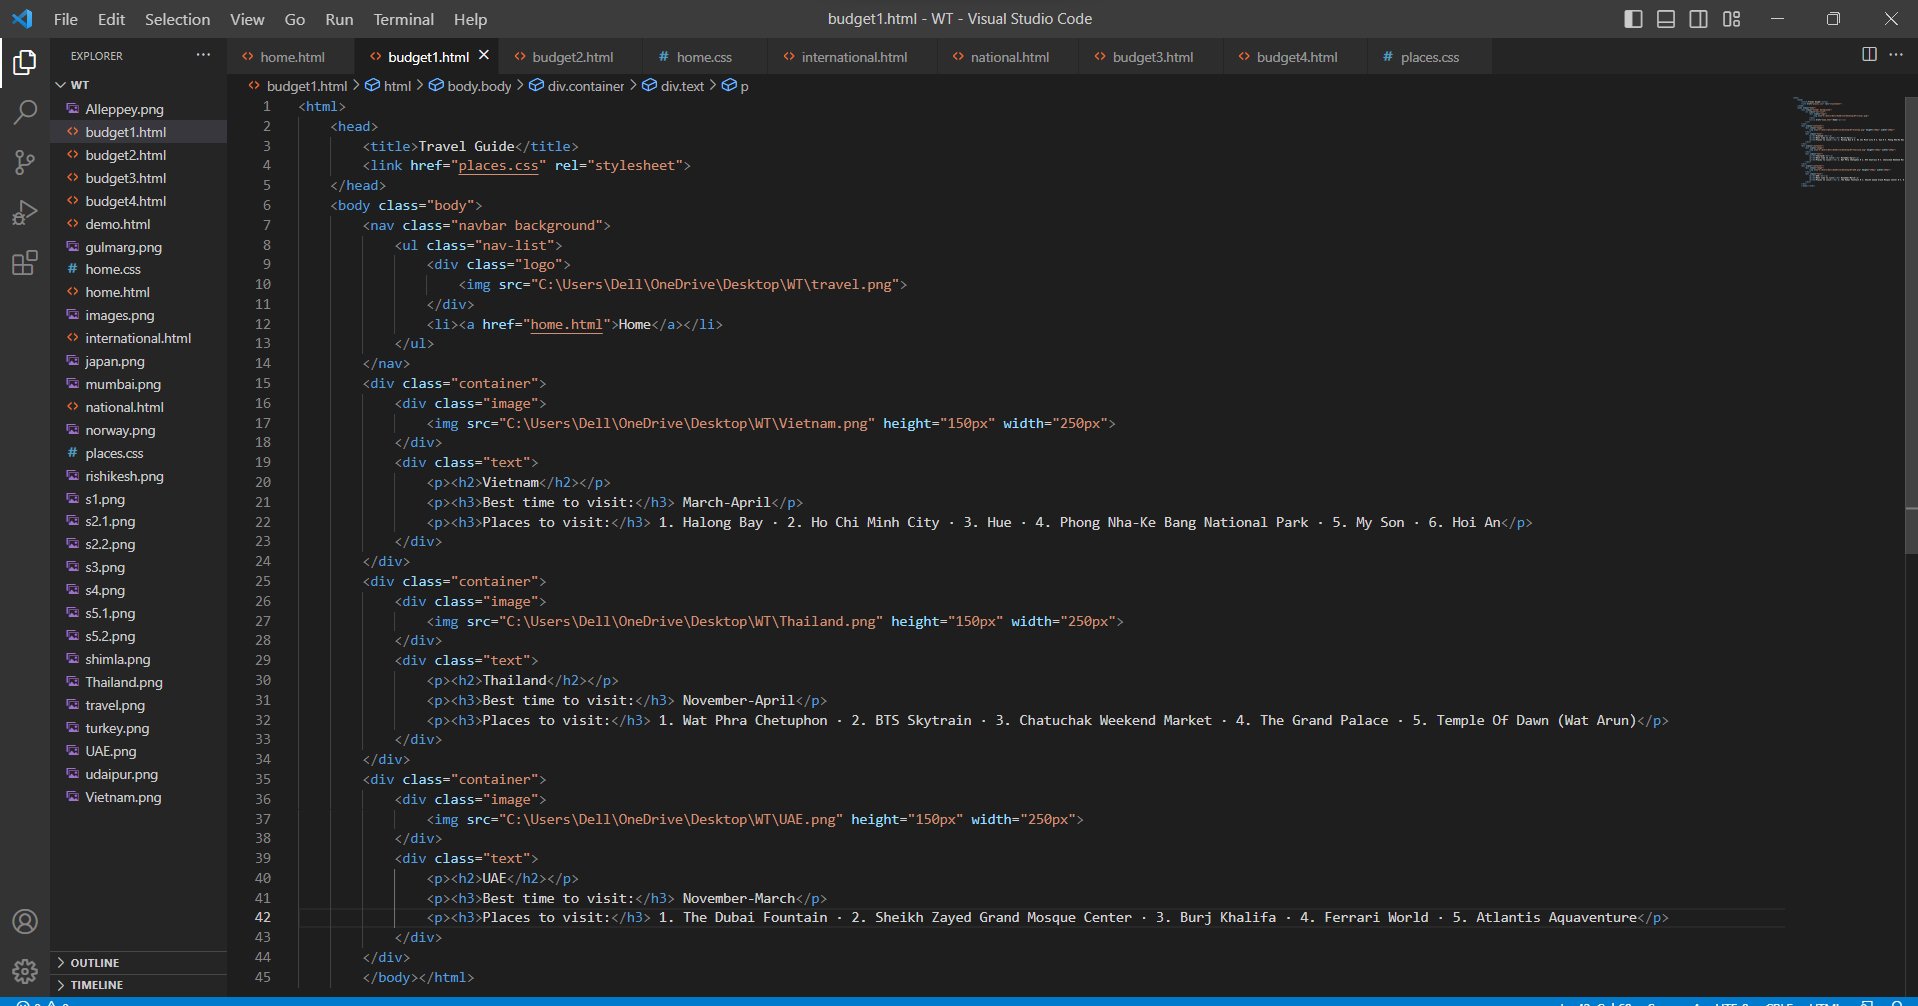 File Edit Selection View Go Run Terminal Help
budget1.html - WT - Visual Studio Code
EXPLORER ...
WT
Alleppey.png
budget1.html
budget2.html
budget3.html
budget4.html
demo.html
gulmarg.png
home.css
home.html
images.png
international.html
japan.png
mumbai.png
national.html
norway.png
places.css
rishikesh.png
s1.png
s2.1.png
s2.2.png
s3.png
s4.png
s5.1.png
s5.2.png
shimla.png
Thailand.png
travel.png
turkey.png
UAE.png
udaipur.png
Vietnam.png
OUTLINE
TIMELINE
home.html budget1.html budget2.html home.css international.html national.html budget3.html budget4.html places.css
budget1.html > html > body.body > div.container > div.text > p
1 <html>
2 <head>
3 <title>Travel Guide</title>
4 <link href="places.css" rel="stylesheet">
5 </head>
6 <body class="body">
7 <nav class="navbar background">
8 <ul class="nav-list">
9 <div class="logo">
10 <img src="C:\Users\Dell\OneDrive\Desktop\WT\travel.png">
11 </div>
12 <li><a href="home.html">Home</a></li>
13 </ul>
14 </nav>
15 <div class="container">
16 <div class="image">
17 <img src="C:\Users\Dell\OneDrive\Desktop\WT\Vietnam.png" height="150px" width="250px">
18 </div>
19 <div class="text">
20 <p><h2>Vietnam</h2></p>
21 <p><h3>Best time to visit:</h3> March-April</p>
22 <p><h3>Places to visit:</h3> 1. Halong Bay · 2. Ho Chi Minh City · 3. Hue · 4. Phong Nha-Ke Bang National Park · 5. My Son · 6. Hoi An</p>
23 </div>
24 </div>
25 <div class="container">
26 <div class="image">
27 <img src="C:\Users\Dell\OneDrive\Desktop\WT\Thailand.png" height="150px" width="250px">
28 </div>
29 <div class="text">
30 <p><h2>Thailand</h2></p>
31 <p><h3>Best time to visit:</h3> November-April</p>
32 <p><h3>Places to visit:</h3> 1. Wat Phra Chetuphon · 2. BTS Skytrain · 3. Chatuchak Weekend Market · 4. The Grand Palace · 5. Temple Of Dawn (Wat Arun)</p>
33 </div>
34 </div>
35 <div class="container">
36 <div class="image">
37 <img src="C:\Users\Dell\OneDrive\Desktop\WT\UAE.png" height="150px" width="250px">
38 </div>
39 <div class="text">
40 <p><h2>UAE</h2></p>
41 <p><h3>Best time to visit:</h3> November-March</p>
42 <p><h3>Places to visit:</h3> 1. The Dubai Fountain · 2. Sheikh Zayed Grand Mosque Center · 3. Burj Khalifa · 4. Ferrari World · 5. Atlantis Aquaventure</p>
43 </div>
44 </div>
45 </body></html>